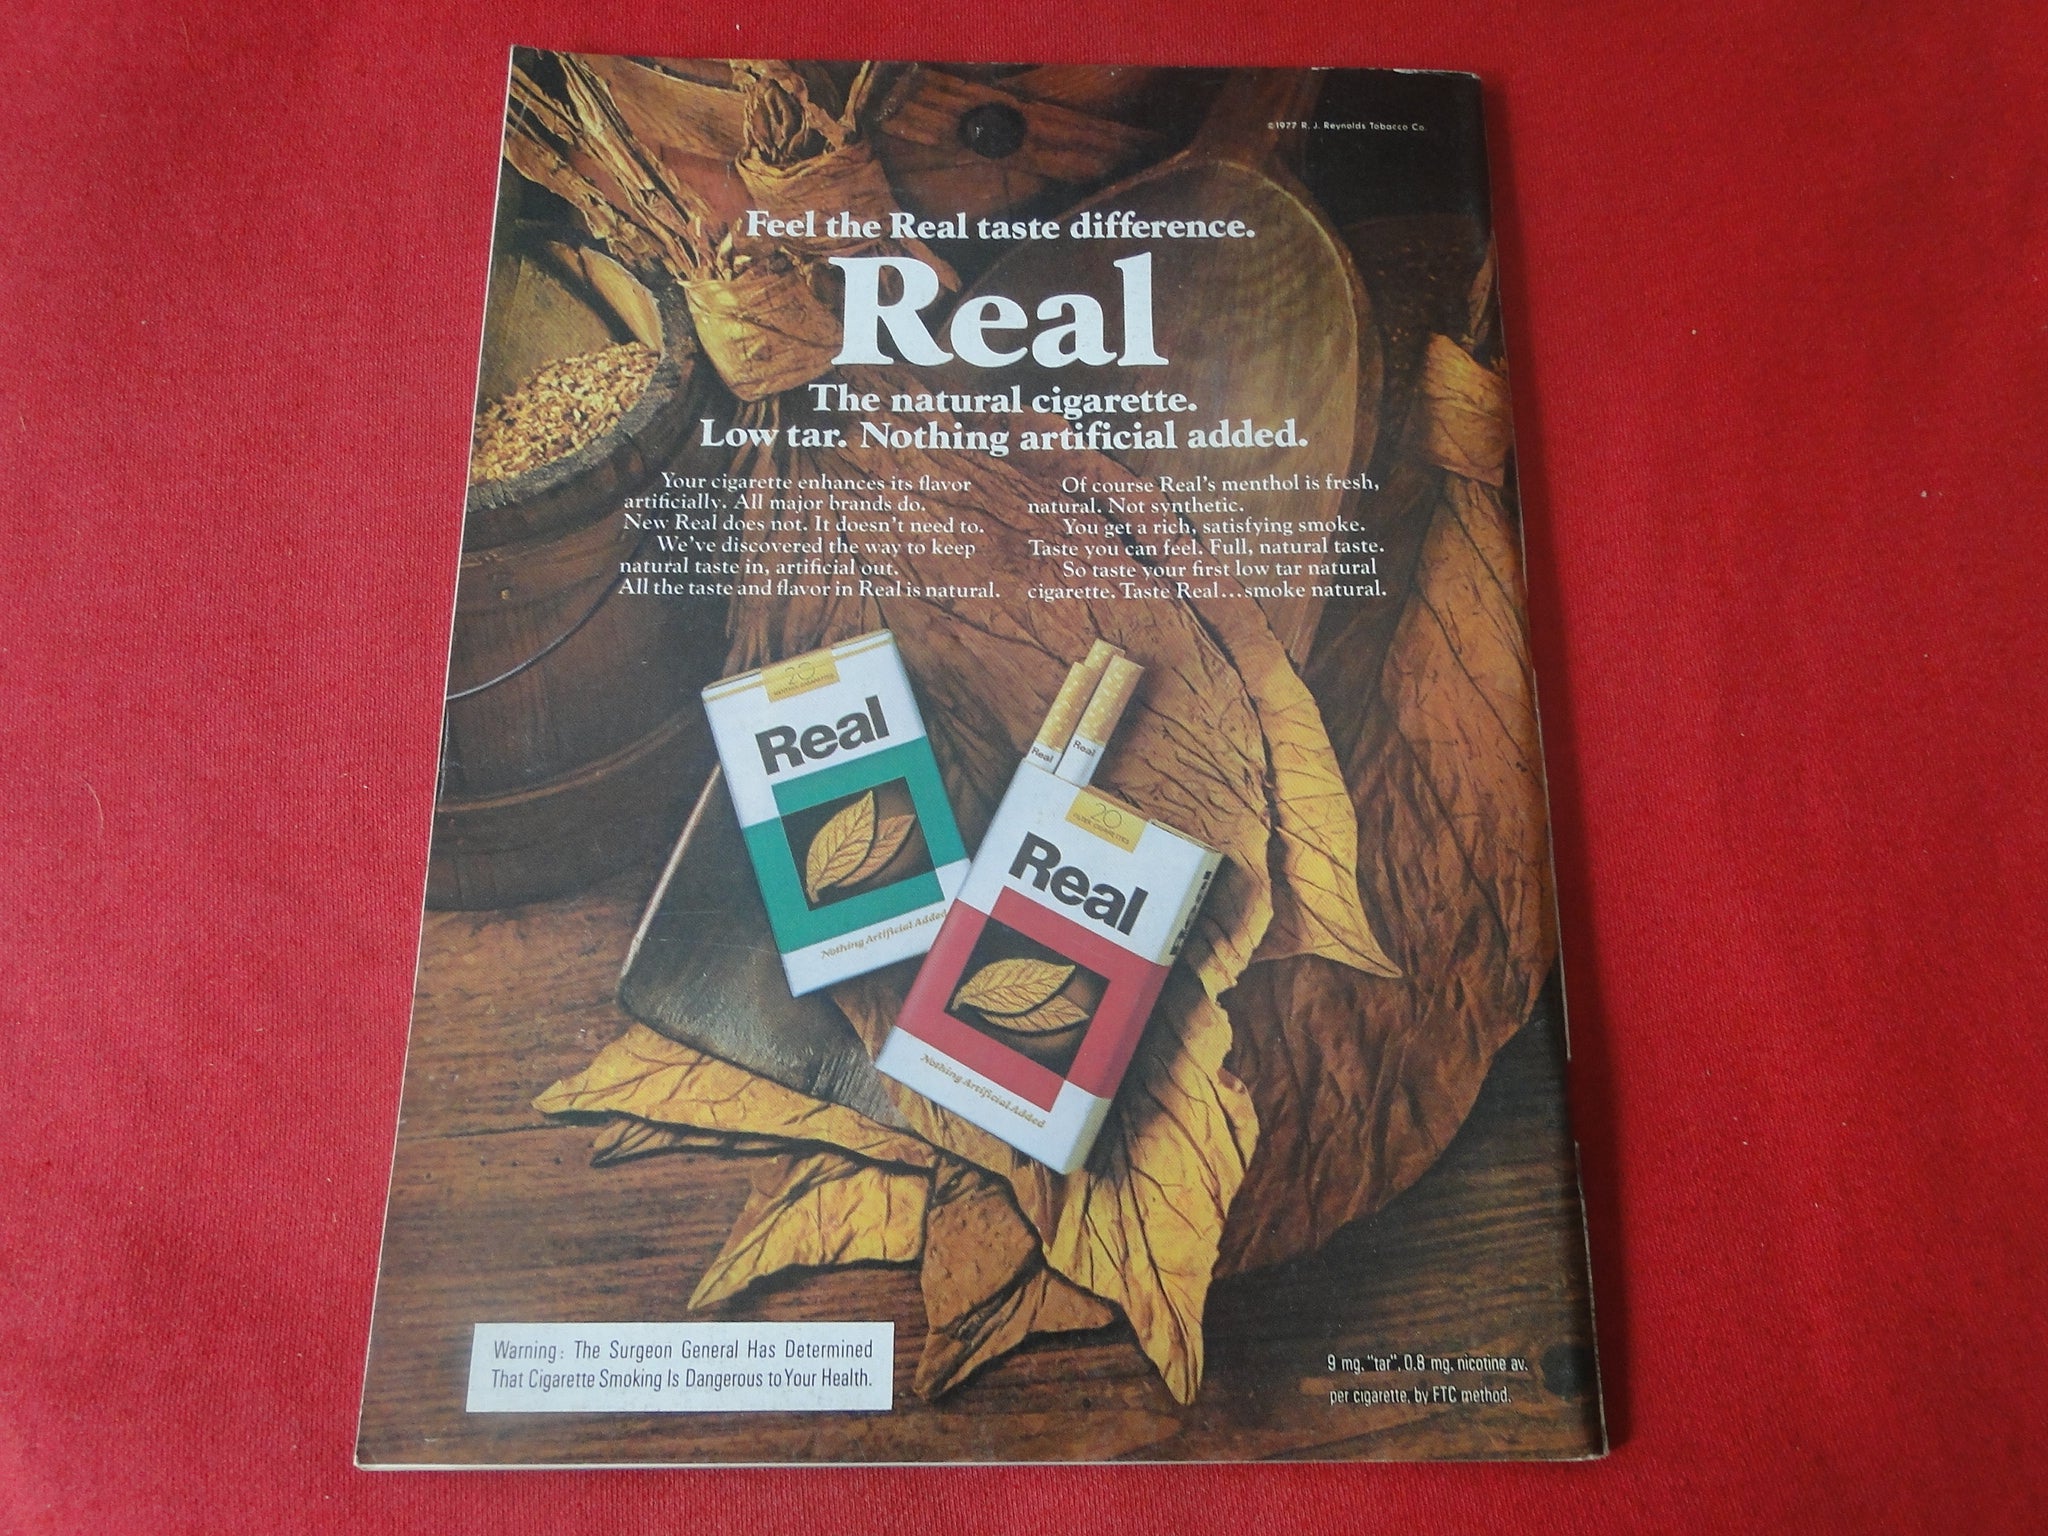 ©1977 R. J. Reynolds Tobacco Co.
Feel the Real taste difference.
Real
The natural cigarette.
Low tar. Nothing artificial added.
Your cigarette enhances its flavor
artificially. All major brands do.
New Real does not. It doesn't need to.
We've discovered the way to keep
natural taste in, artificial out.
All the taste and flavor in Real is natural.
Of course Real's menthol is fresh,
natural. Not synthetic.
You get a rich, satisfying smoke.
Taste you can feel. Full, natural taste.
So taste your first low tar natural
cigarette. Taste Real...smoke natural.
20
MENTHOL CIGARETTES
Real
Nothing Artificial Added
Real
Real
20
FILTER CIGARETTES
Real
Real
Nothing Artificial Added
Warning: The Surgeon General Has Determined
That Cigarette Smoking Is Dangerous to Your Health.
9 mg. "tar", 0.8 mg. nicotine av.
per cigarette, by FTC method.